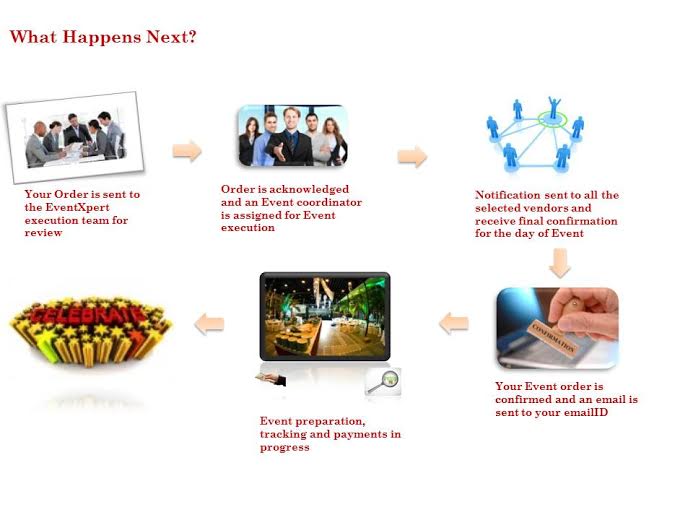 What Happens Next?
Your Order is sent to
the EventXpert
execution team for
review
Order is acknowledged
and an Event coordinator
is assigned for Event
execution
Notification sent to all the
selected vendors and
receive final confirmation
for the day of Event
CONFIRMATION
Your Event order is
confirmed and an email is
sent to your emailID
Event preparation,
tracking and payments in
progress
CELEBRATE